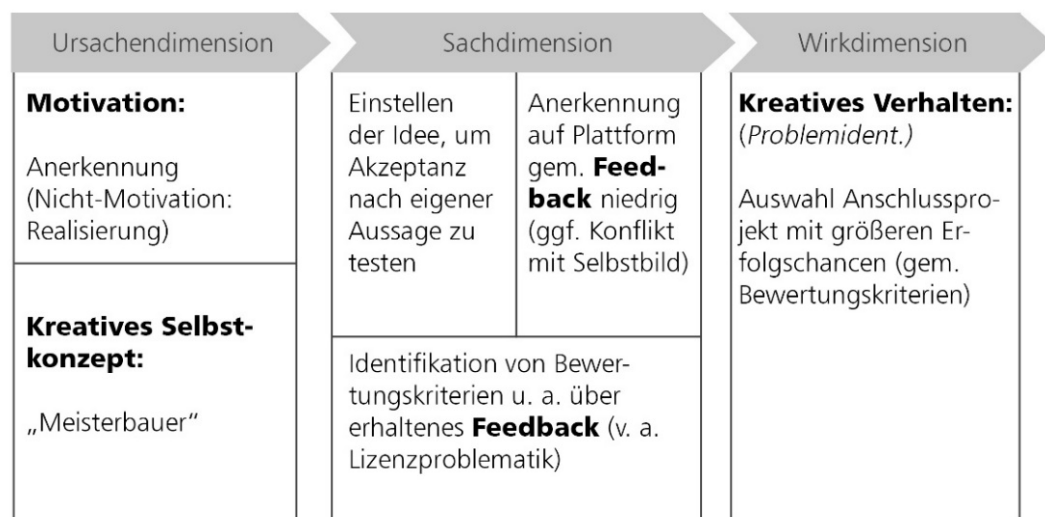 Ursachendimension
Sachdimension
Wirkdimension
Motivation:
Anerkennung
(Nicht-Motivation:
Realisierung)
Kreatives Selbst-
konzept:
„Meisterbauer“
Einstellen
der Idee, um
Akzeptanz
nach eigener
Aussage zu
testen
Anerkennung
auf Plattform
gem. Feed-
back niedrig
(ggf. Konflikt
mit Selbstbild)
Identifikation von Bewer-
tungskriterien u. a. über
erhaltenes Feedback (v. a.
Lizenzproblematik)
Kreatives Verhalten:
(Problemident.)
Auswahl Anschlusspro-
jekt mit größeren Er-
folgschancen (gem.
Bewertungskriterien)